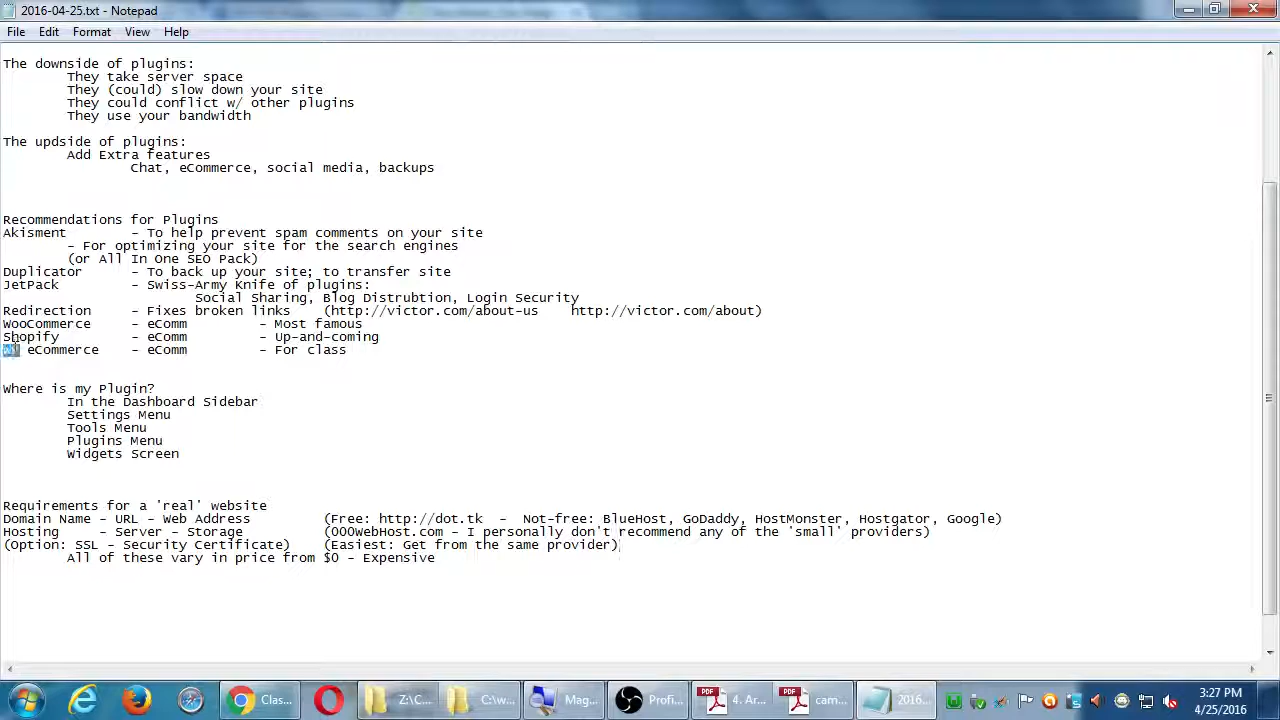 2016-04-25.txt - Notepad
File Edit Format View Help
The downside of plugins:
They take server space
They (could) slow down your site
They could conflict w/ other plugins
They use your bandwidth
The updside of plugins:
Add Extra features
Chat, eCommerce, social media, backups
Recommendations for Plugins
Akisment - To help prevent spam comments on your site
- For optimizing your site for the search engines
(or All In One SEO Pack)
Duplicator - To back up your site; to transfer site
JetPack - Swiss-Army Knife of plugins:
Social Sharing, Blog Distrubtion, Login Security
Redirection - Fixes broken links (http://victor.com/about-us http://victor.com/about)
WooCommerce - eComm - Most famous
Shopify - eComm - Up-and-coming
eCommerce - eComm - For class
Where is my Plugin?
In the Dashboard Sidebar
Settings Menu
Tools Menu
Plugins Menu
Widgets Screen
Requirements for a 'real' website
Domain Name - URL - Web Address (Free: http://dot.tk - Not-free: BlueHost, GoDaddy, HostMonster, Hostgator, Google)
Hosting - Server - Storage (OOOWebHost.com - I personally don't recommend any of the 'small' providers)
(Option: SSL - Security Certificate) (Easiest: Get from the same provider)
All of these vary in price from $0 - Expensive
Clas... Z:\C... C:\w... Mag... Profi... 4. Ar... cam... 2016...
3:27 PM
4/25/2016